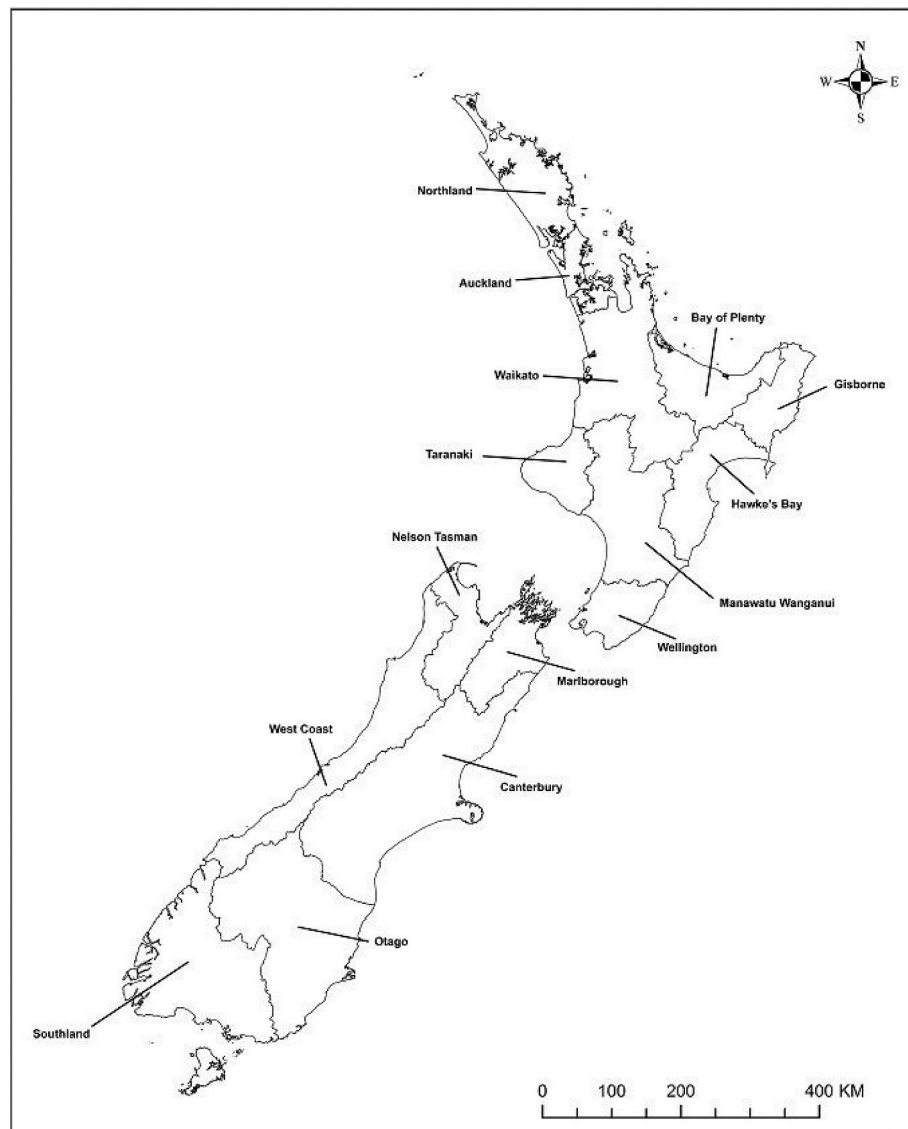 N
W E
S
Northland
Auckland
Bay of Plenty
Waikato
Gisborne
Taranaki
Hawke's Bay
Nelson Tasman
Manawatu Wanganui
Wellington
Marlborough
West Coast
Canterbury
Otago
Southland
0 100 200 400 KM